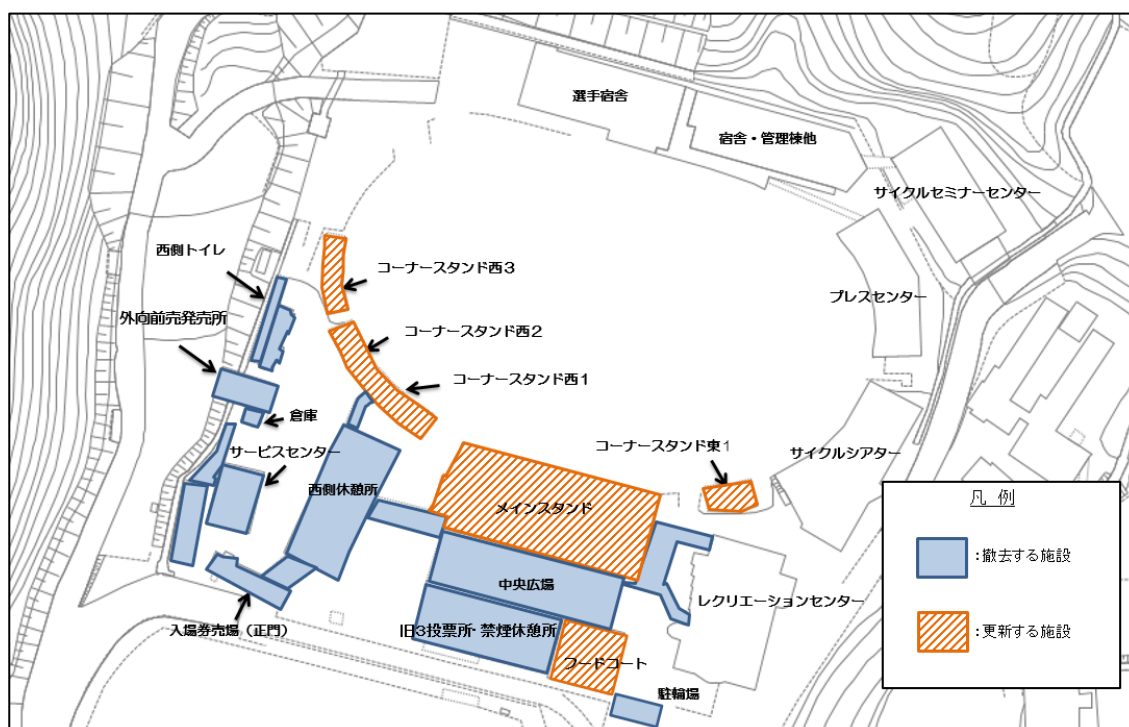 選手宿舎
宿舎・管理棟他
サイクルセミナーセンター
西側トイレ
コーナースタンド西3
プレスセンター
外向前売発売所
コーナースタンド西2
コーナースタンド西1
倉庫
サービスセンター
コーナースタンド東1
サイクルシアター
西側休憩所
メインスタンド
凡 例
:撤去する施設
:更新する施設
中央広場
レクリエーションセンター
入場券売場（正門）
旧3投票所・禁煙休憩所
フードコート
駐輪場